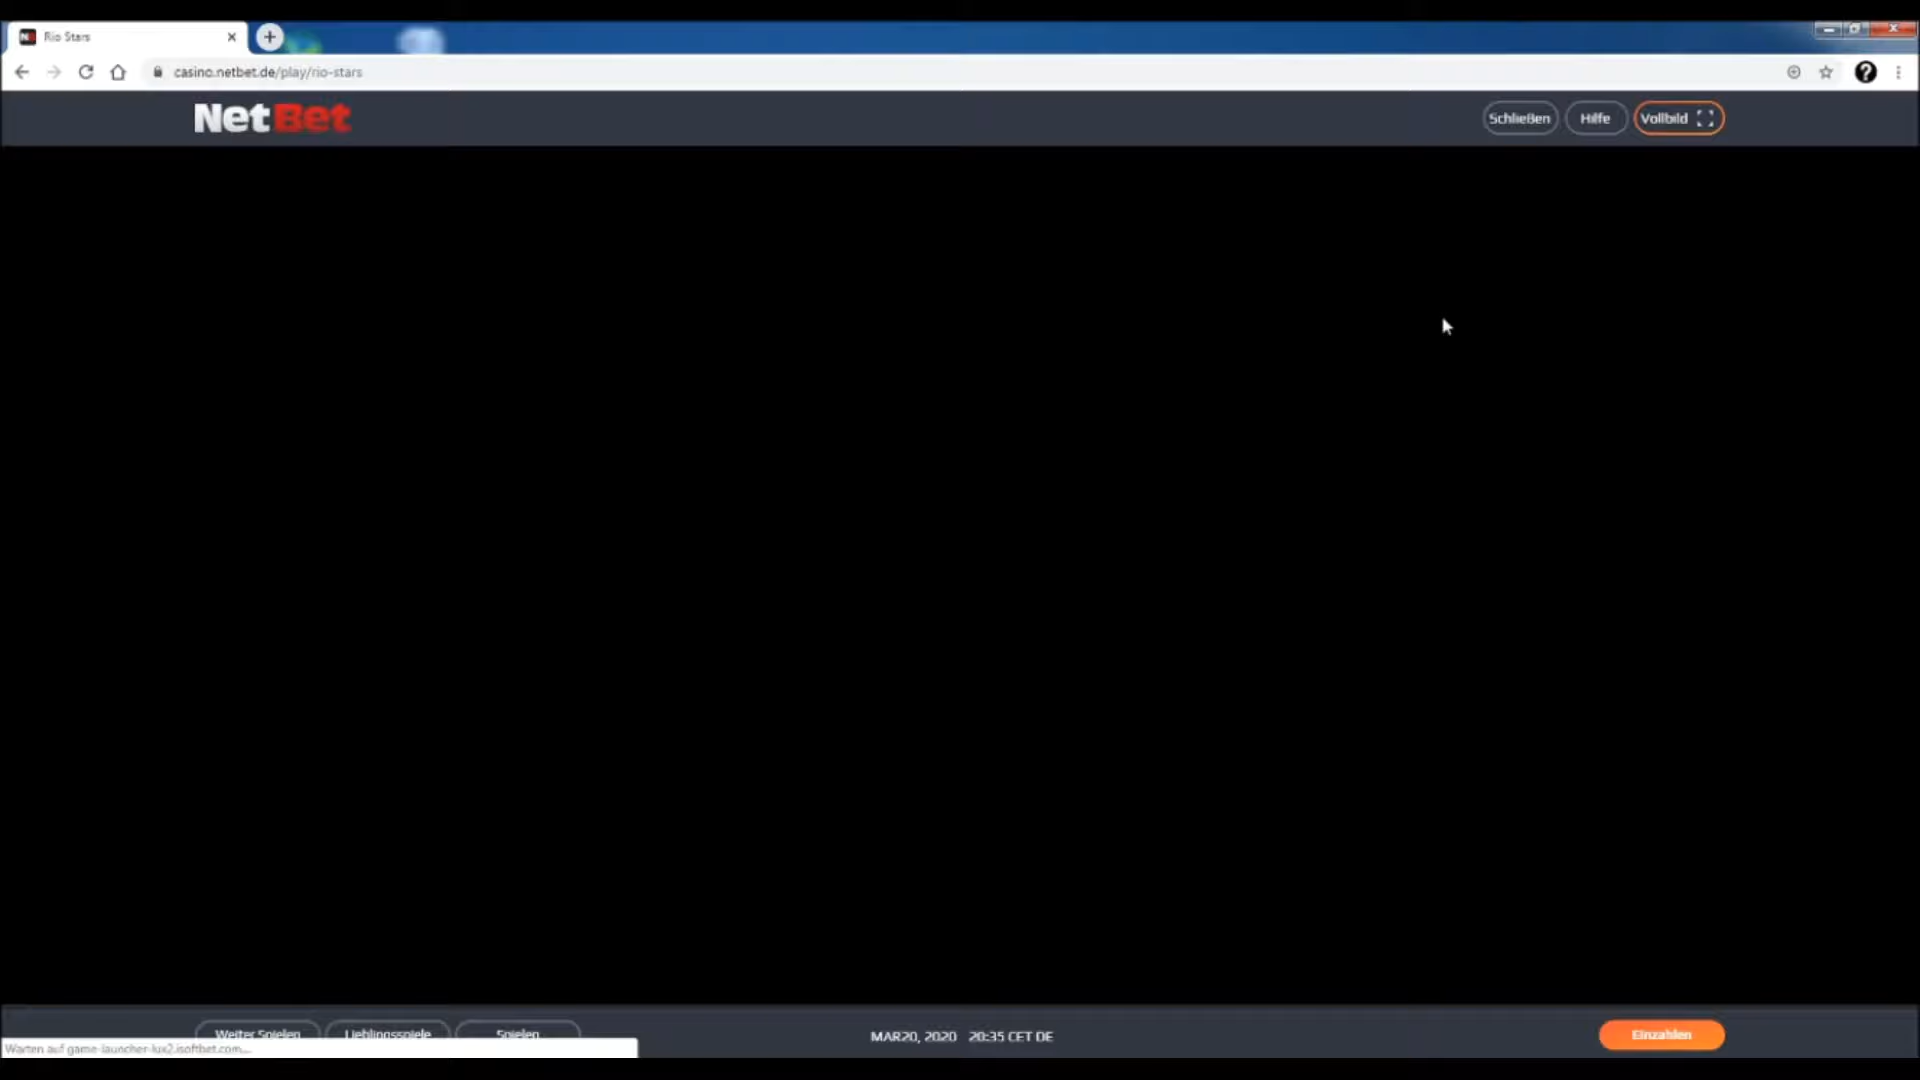 Rio Stars
casino.netbet.de/play/rio-stars
NetBet
Schließen
Hilfe
Vollbild
Weiter Spielen
Lieblingsspiele
Spielen
MAR20, 2020 20:35 CET DE
Einzahlen
Warten auf game-launcher-lux2.isoftbet.com...